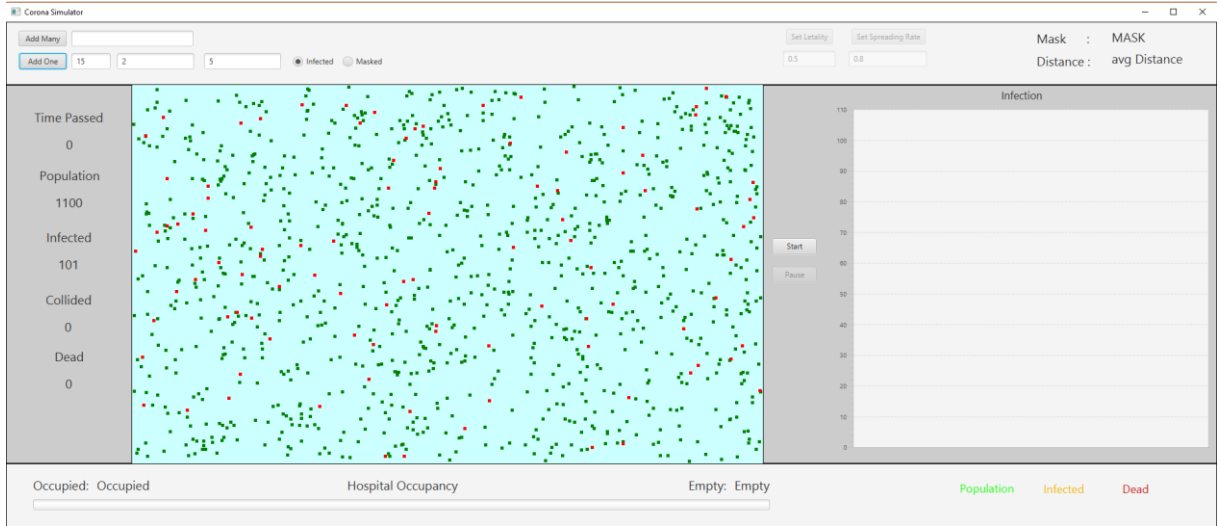 Corona Simulator
Add Many
Set Letality Set Spreading Rate
Mask : MASK
Add One 15 2 5 Infected Masked
0.5 0.8
Distance : avg Distance
Time Passed
0
Population
1100
Infected
101
Collided
0
Dead
0
Start
Pause
Infection
110
100
90
80
70
60
50
40
30
20
10
0
Occupied: Occupied Hospital Occupancy Empty: Empty
Population Infected Dead